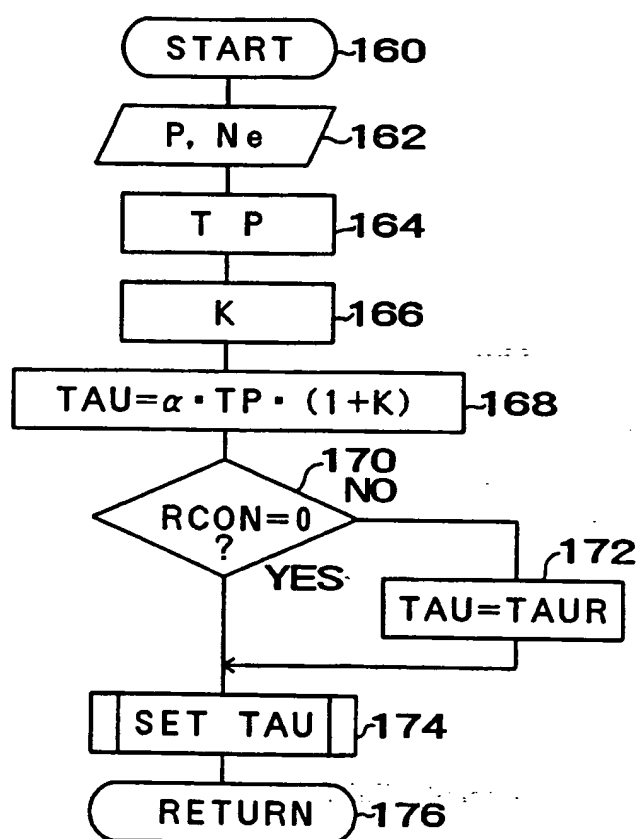 START 160
P, Ne 162
T P 164
K 166
TAU=α・TP・(1+K) 168
170
NO
RCON=0
?
YES
172
TAU=TAUR
SET TAU 174
RETURN 176